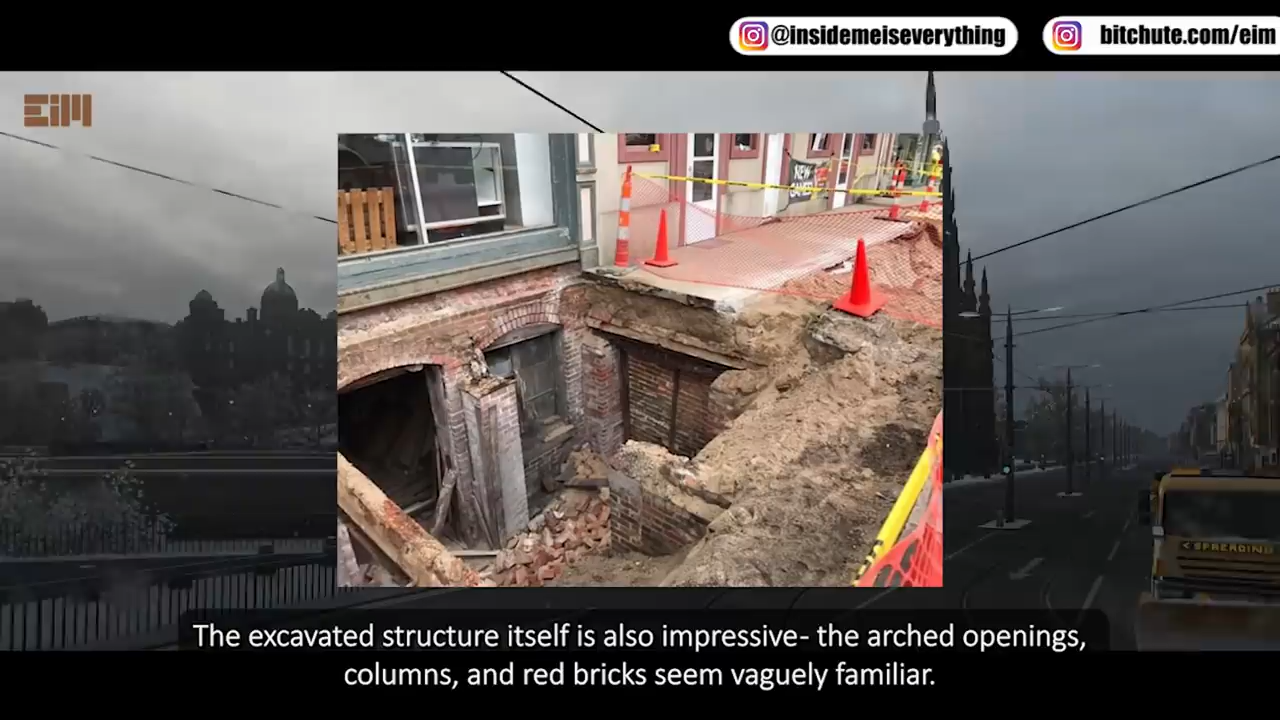 @insidemeiseverything
bitchute.com/eim
EIM
NEW
GAMES
<SPREADING
The excavated structure itself is also impressive- the arched openings,
columns, and red bricks seem vaguely familiar.